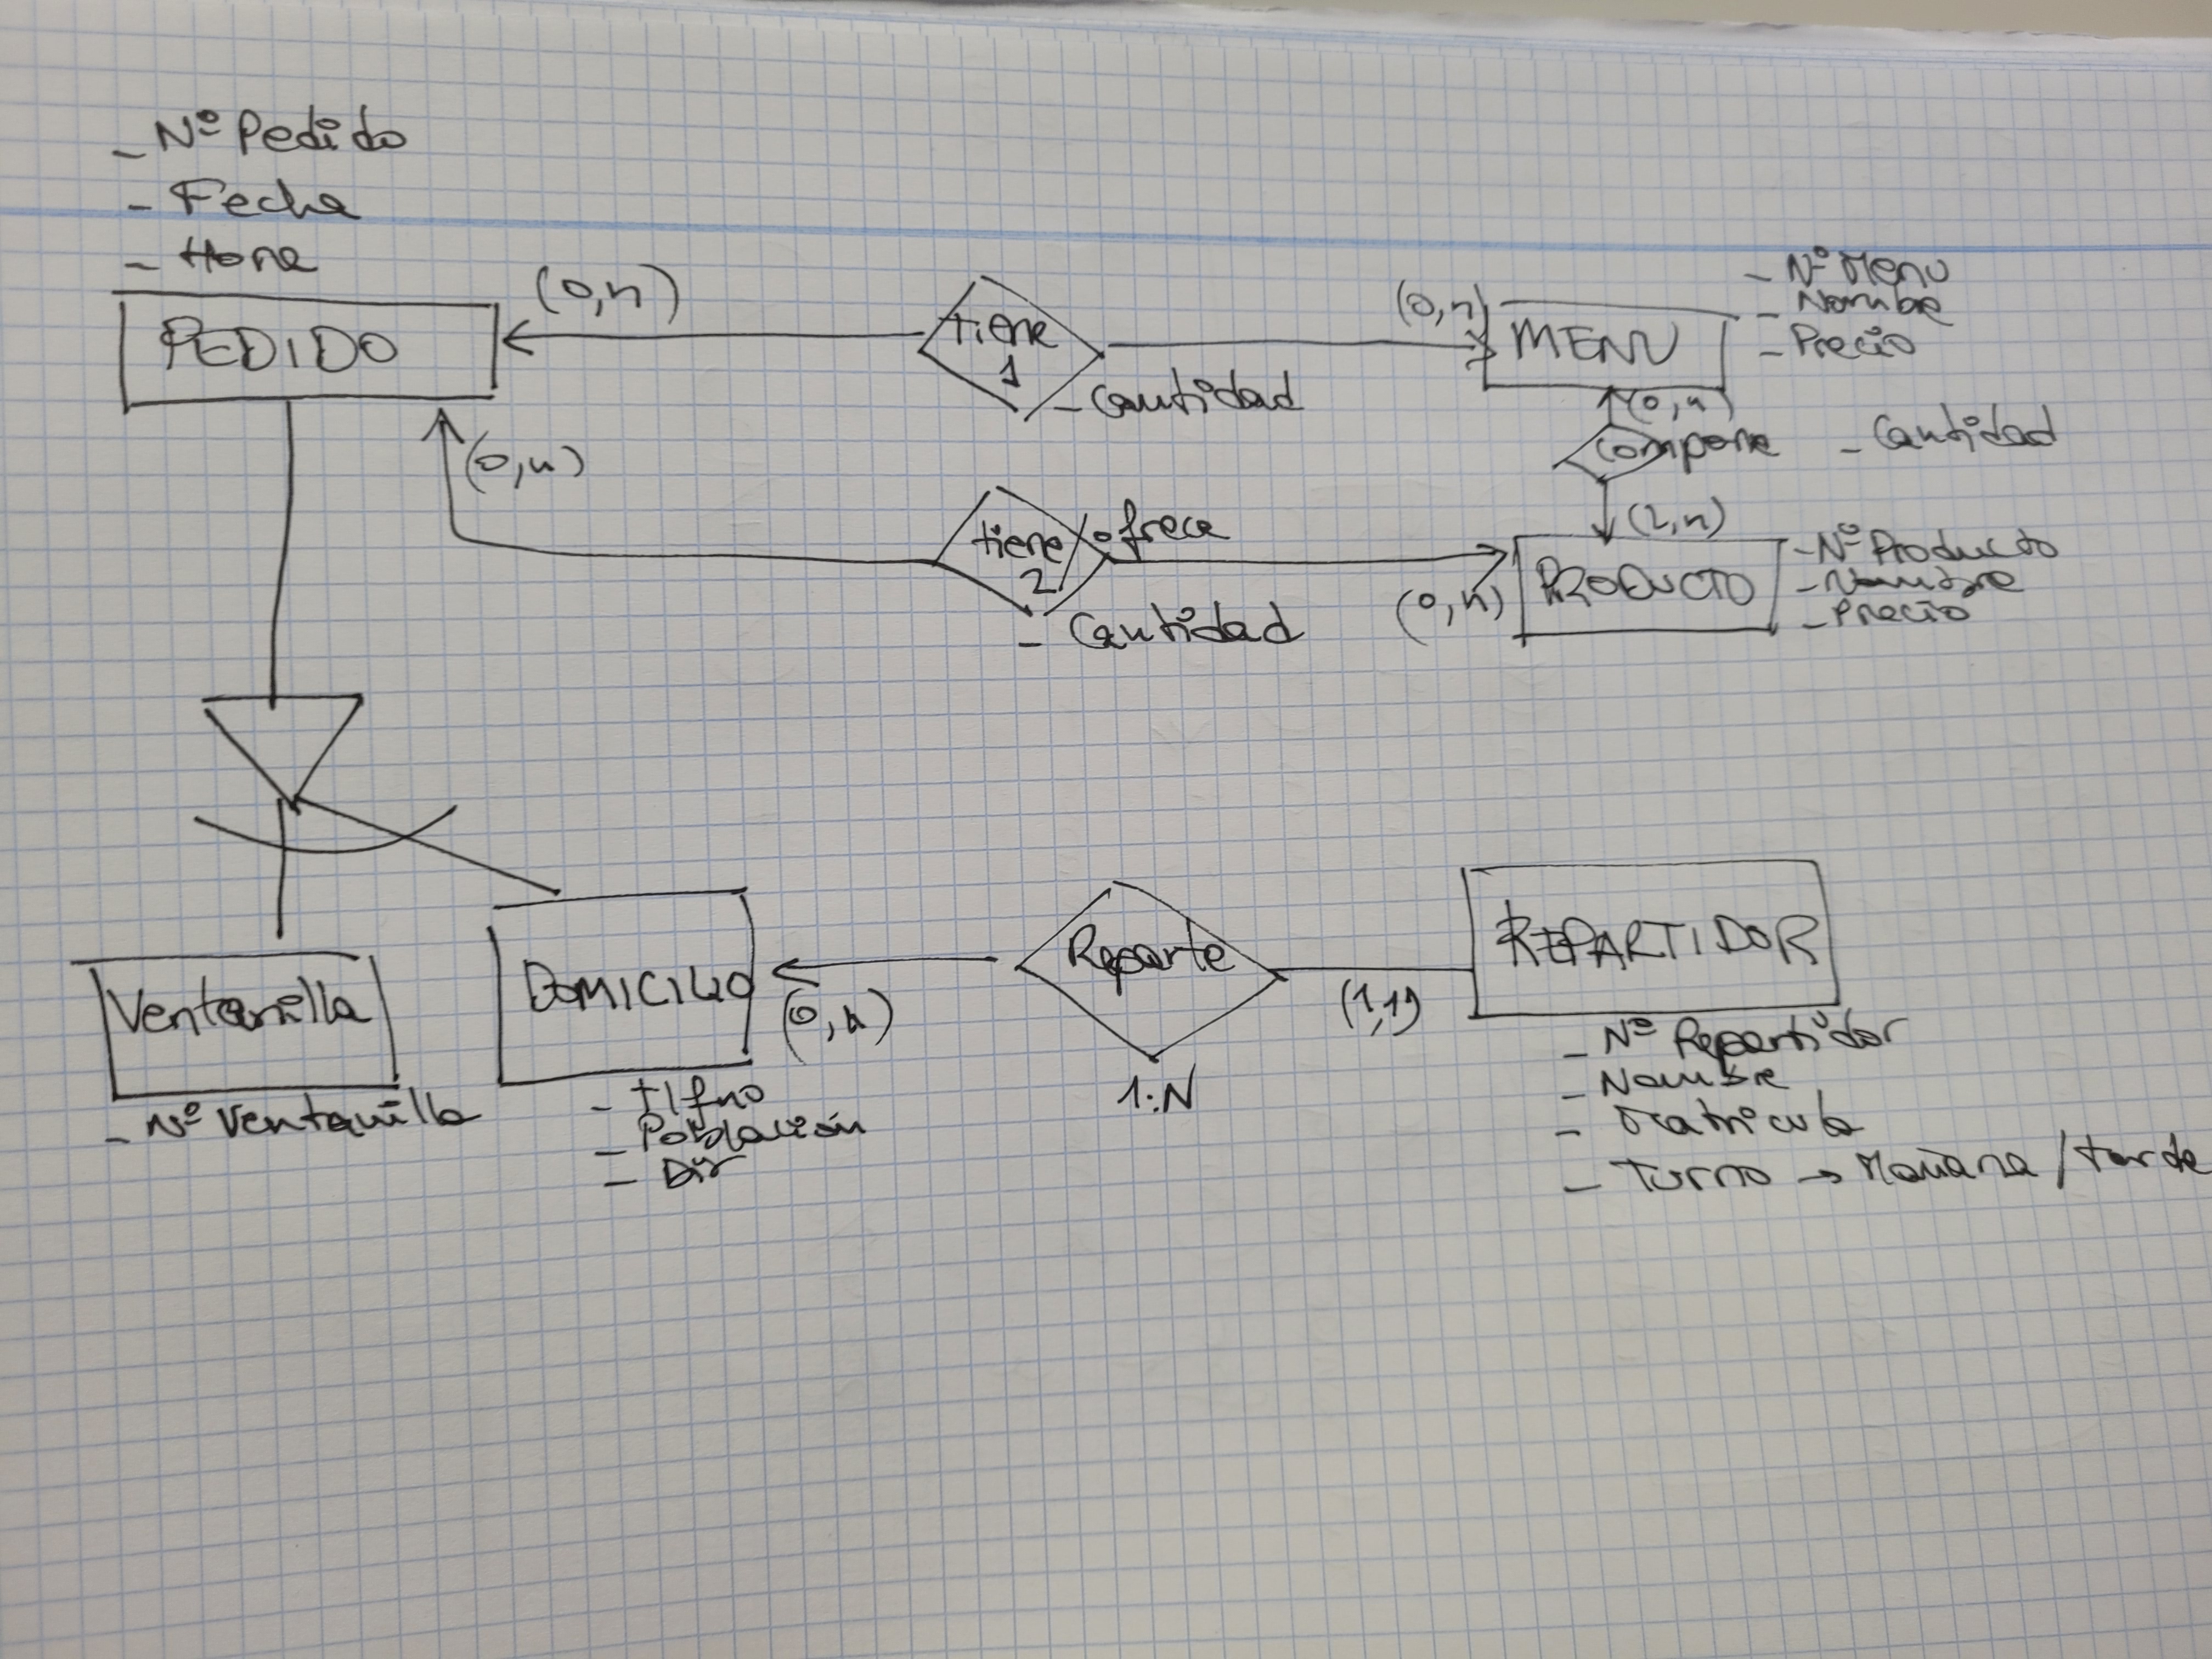 - Nº Pedido
- Fecha
- Hora
PEDIDO
(0,n)
tiene
1
- Cantidad
(0,n)
MENU
- Nº Menu
- Nombre
- Precio
(0,n)
compone
- Cantidad
(2,n)
(0,n)
tiene/ofrece
2
- Cantidad
(0,n)
PRODUCTO
- Nº Producto
- Nombre
- Precio
Ventanilla
- Nº Ventanilla
DOMICILIO
- Tlfno
- Población
- Dir
(0,n)
Reparte
1:N
(1,1)
REPARTIDOR
- Nº Repartidor
- Nombre
- Matricula
- Turno → Mañana / tarde